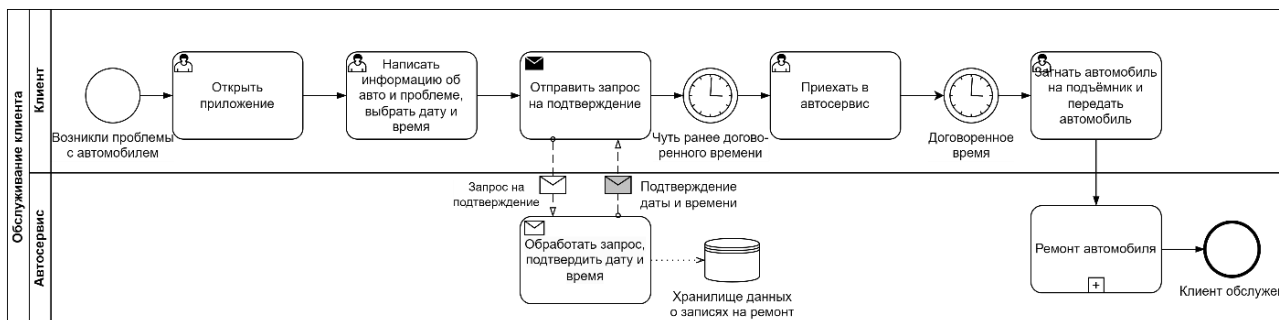 Обслуживание клиента
Клиент
Автосервис
Возникли проблемы
с автомобилем
Открыть
приложение
Написать
информацию об
авто и проблеме,
выбрать дату и
время
Отправить запрос
на подтверждение
Чуть ранее догово-
ренного времени
Приехать в
автосервис
Договоренное
время
Загнать автомобиль
на подъёмник и
передать
автомобиль
Запрос на
подтверждение
Подтверждение
даты и времени
Обработать запрос,
подтвердить дату и
время
Хранилище данных
о записях на ремонт
Ремонт автомобиля
Клиент обслужен